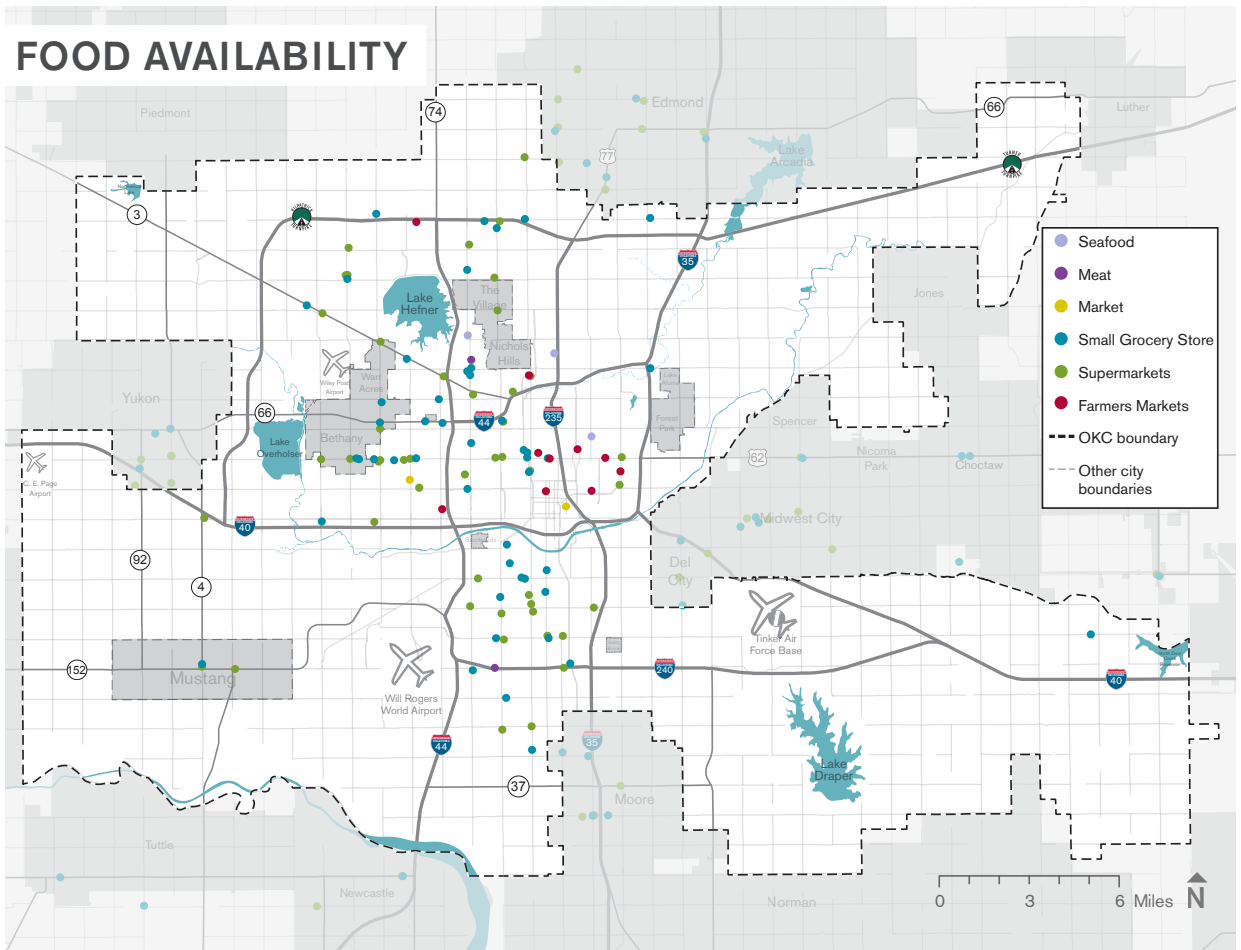 FOOD AVAILABILITY
Piedmont
74
Edmond
66
Luther
77
Lake
Arcadia
TURNER
TURNPIKE
3
KILPATRICK
TURNPIKE
35
Seafood
Meat
Market
Small Grocery Store
Supermarkets
Farmers Markets
OKC boundary
Other city
boundaries
Jones
Lake
Hefner
The
Village
Nichols
Hills
Wiley Post
Airport
Warr
Acres
Yukon
66
44
235
Forest
Park
Spencer
Bethany
Lake
Overholser
62
Nicoma
Park
Choctaw
C. E. Page
Airport
40
Midwest City
92
Del
City
4
Tinker Air
Force Base
152
Mustang
240
Will Rogers
World Airport
40
44
35
Lake
Draper
37
Moore
Tuttle
Newcastle
Norman
0 3 6 Miles
N